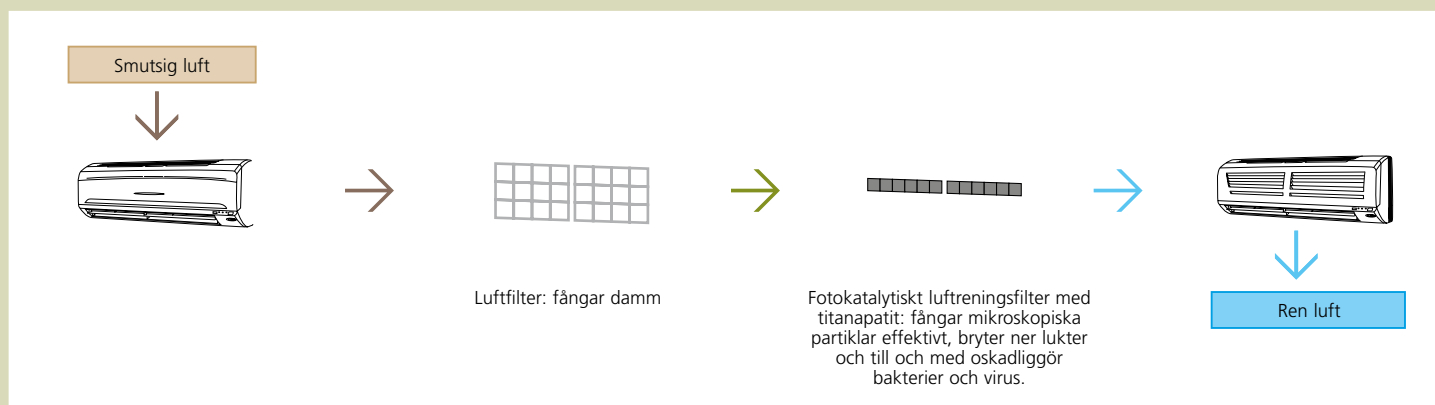 Smutsig luft
Luftfilter: fångar damm
Fotokatalytiskt luftreningsfilter med
titanapatit: fångar mikroskopiska
partiklar effektivt, bryter ner lukter
och till och med oskadliggör
bakterier och virus.
Ren luft